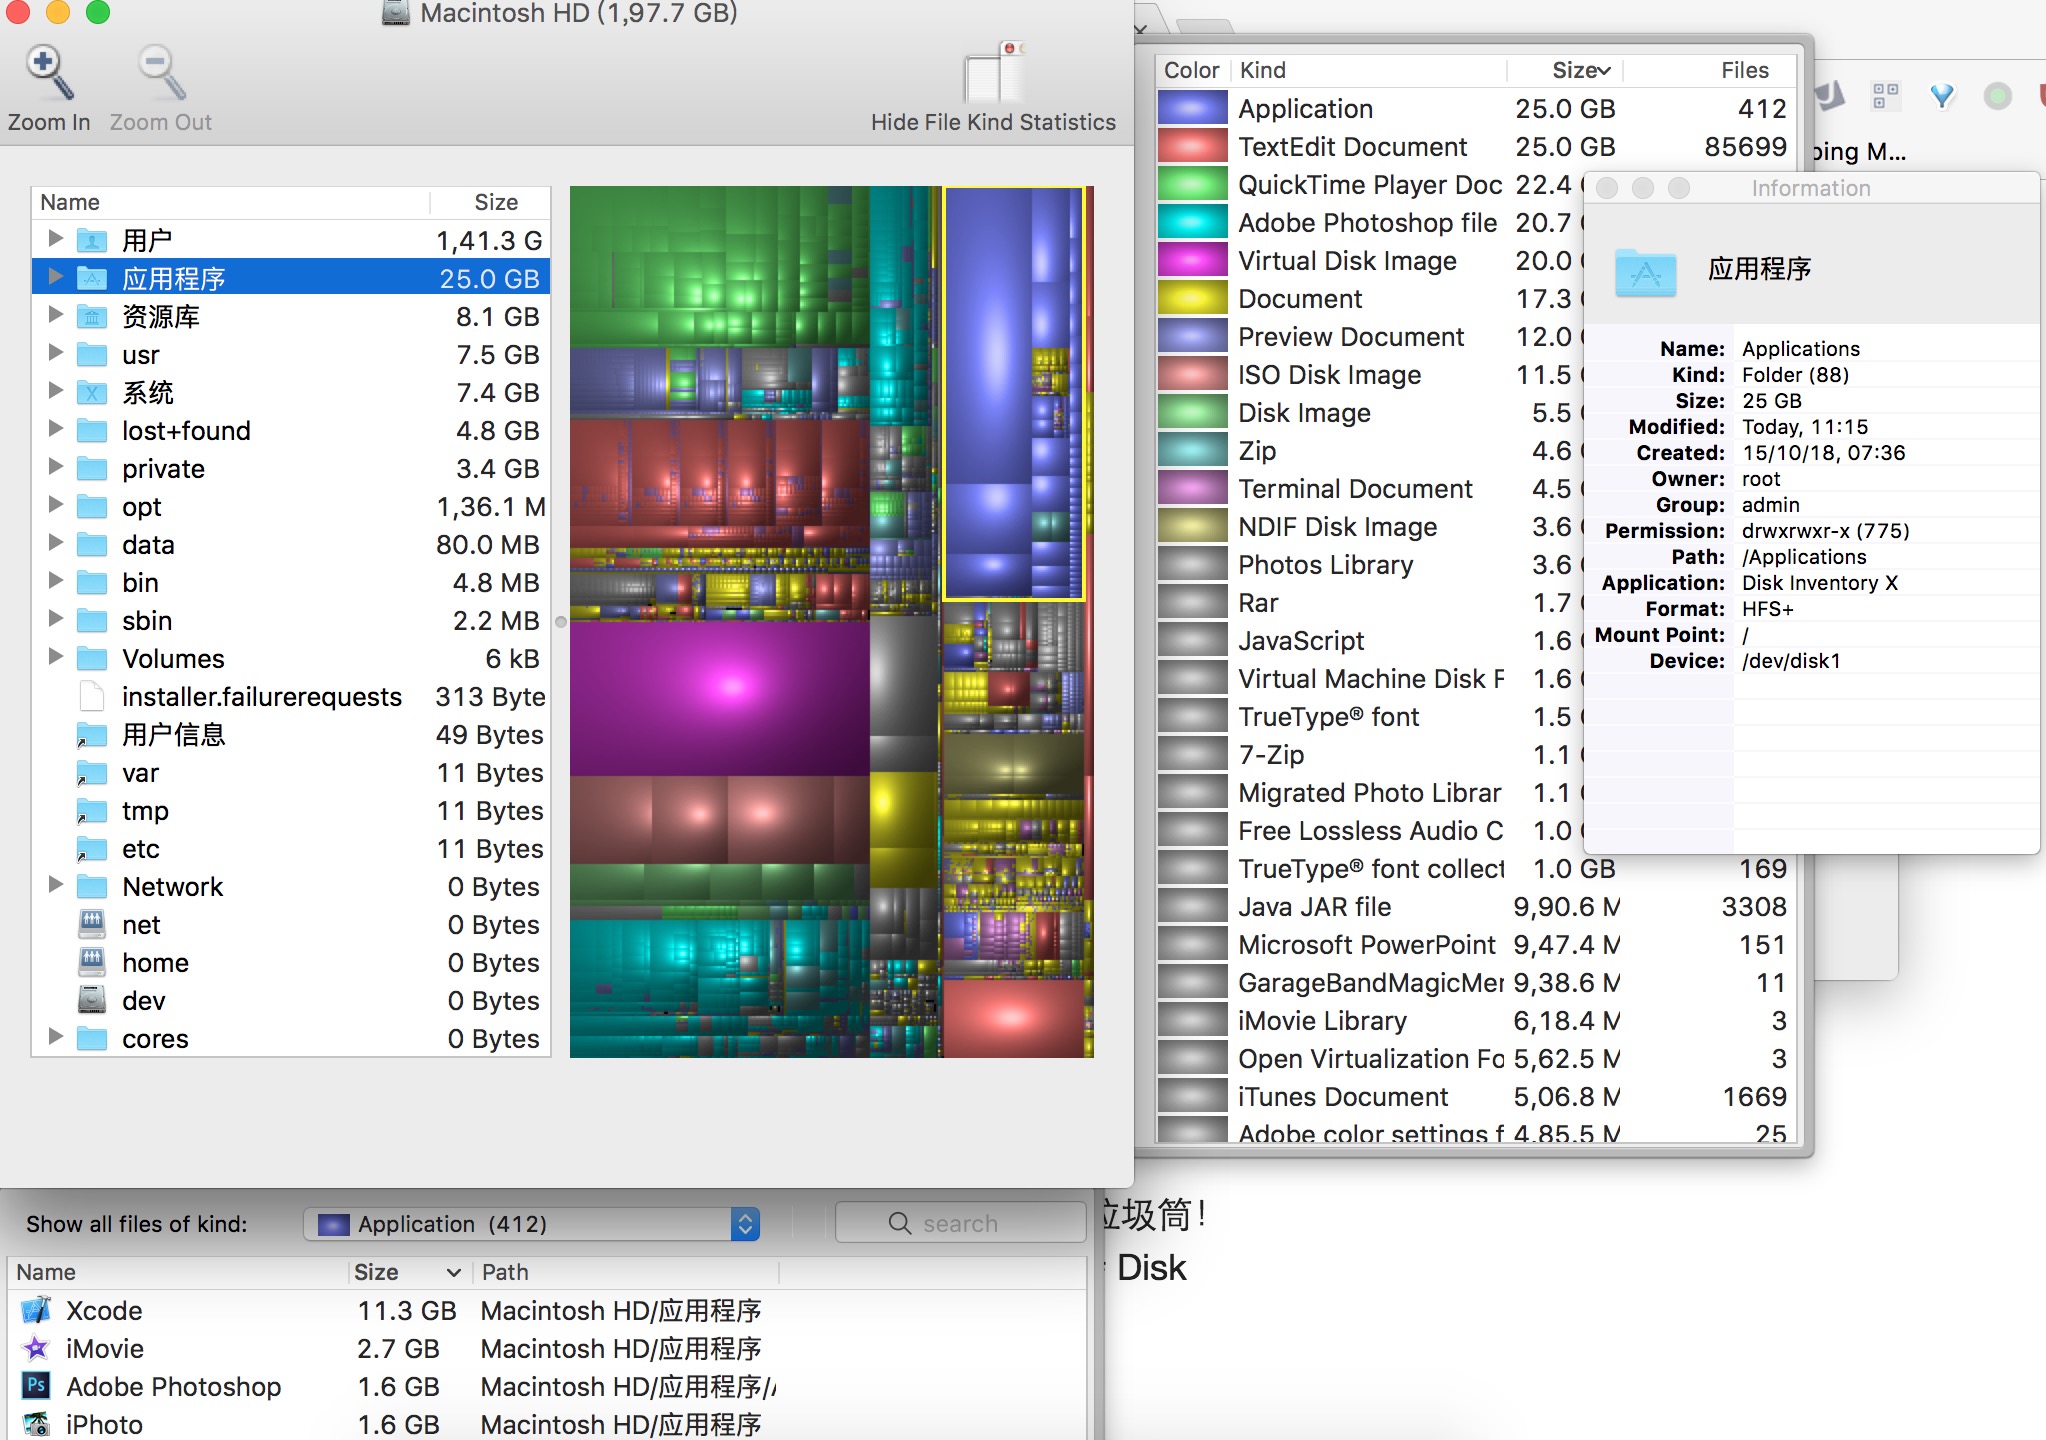 Macintosh HD (1,97.7 GB)
Zoom In
Zoom Out
Hide File Kind Statistics
Name Size
用户 1,41.3 G
应用程序 25.0 GB
资源库 8.1 GB
usr 7.5 GB
系统 7.4 GB
lost+found 4.8 GB
private 3.4 GB
opt 1,36.1 M
data 80.0 MB
bin 4.8 MB
sbin 2.2 MB
Volumes 6 kB
installer.failurerequests 313 Byte
用户信息 49 Bytes
var 11 Bytes
tmp 11 Bytes
etc 11 Bytes
Network 0 Bytes
net 0 Bytes
home 0 Bytes
dev 0 Bytes
cores 0 Bytes
Color Kind Size Files
Application 25.0 GB 412
TextEdit Document 25.0 GB 85699
QuickTime Player Doc 22.4
Adobe Photoshop file 20.7
Virtual Disk Image 20.0
Document 17.3
Preview Document 12.0
ISO Disk Image 11.5
Disk Image 5.5
Zip 4.6
Terminal Document 4.5
NDIF Disk Image 3.6
Photos Library 3.6
Rar 1.7
JavaScript 1.6
Virtual Machine Disk F 1.6
TrueType® font 1.5
7-Zip 1.1
Migrated Photo Librar 1.1
Free Lossless Audio C 1.0
TrueType® font collect 1.0 GB 169
Java JAR file 9,90.6 M 3308
Microsoft PowerPoint 9,47.4 M 151
GarageBandMagicMer 9,38.6 M 11
iMovie Library 6,18.4 M 3
Open Virtualization Fo 5,62.5 M 3
iTunes Document 5,06.8 M 1669
Adobe color settings f 4,85.5 M 25
ping M...
Information
应用程序
Name: Applications
Kind: Folder (88)
Size: 25 GB
Modified: Today, 11:15
Created: 15/10/18, 07:36
Owner: root
Group: admin
Permission: drwxrwxr-x (775)
Path: /Applications
Application: Disk Inventory X
Format: HFS+
Mount Point: /
Device: /dev/disk1
Show all files of kind: Application (412) search
Name Size Path
Xcode 11.3 GB Macintosh HD/应用程序
iMovie 2.7 GB Macintosh HD/应用程序
Ps Adobe Photoshop 1.6 GB Macintosh HD/应用程序/
iPhoto 1.6 GB Macintosh HD/应用程序
垃圾筒!
Disk